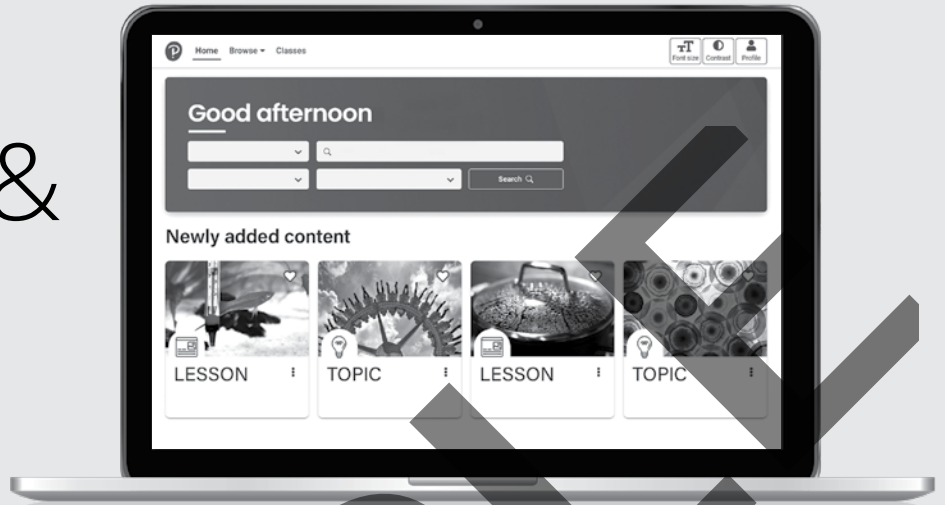 &
Home Browse Classes
Font size Contrast Profile
Good afternoon
Search
Newly added content
LESSON TOPIC LESSON TOPIC